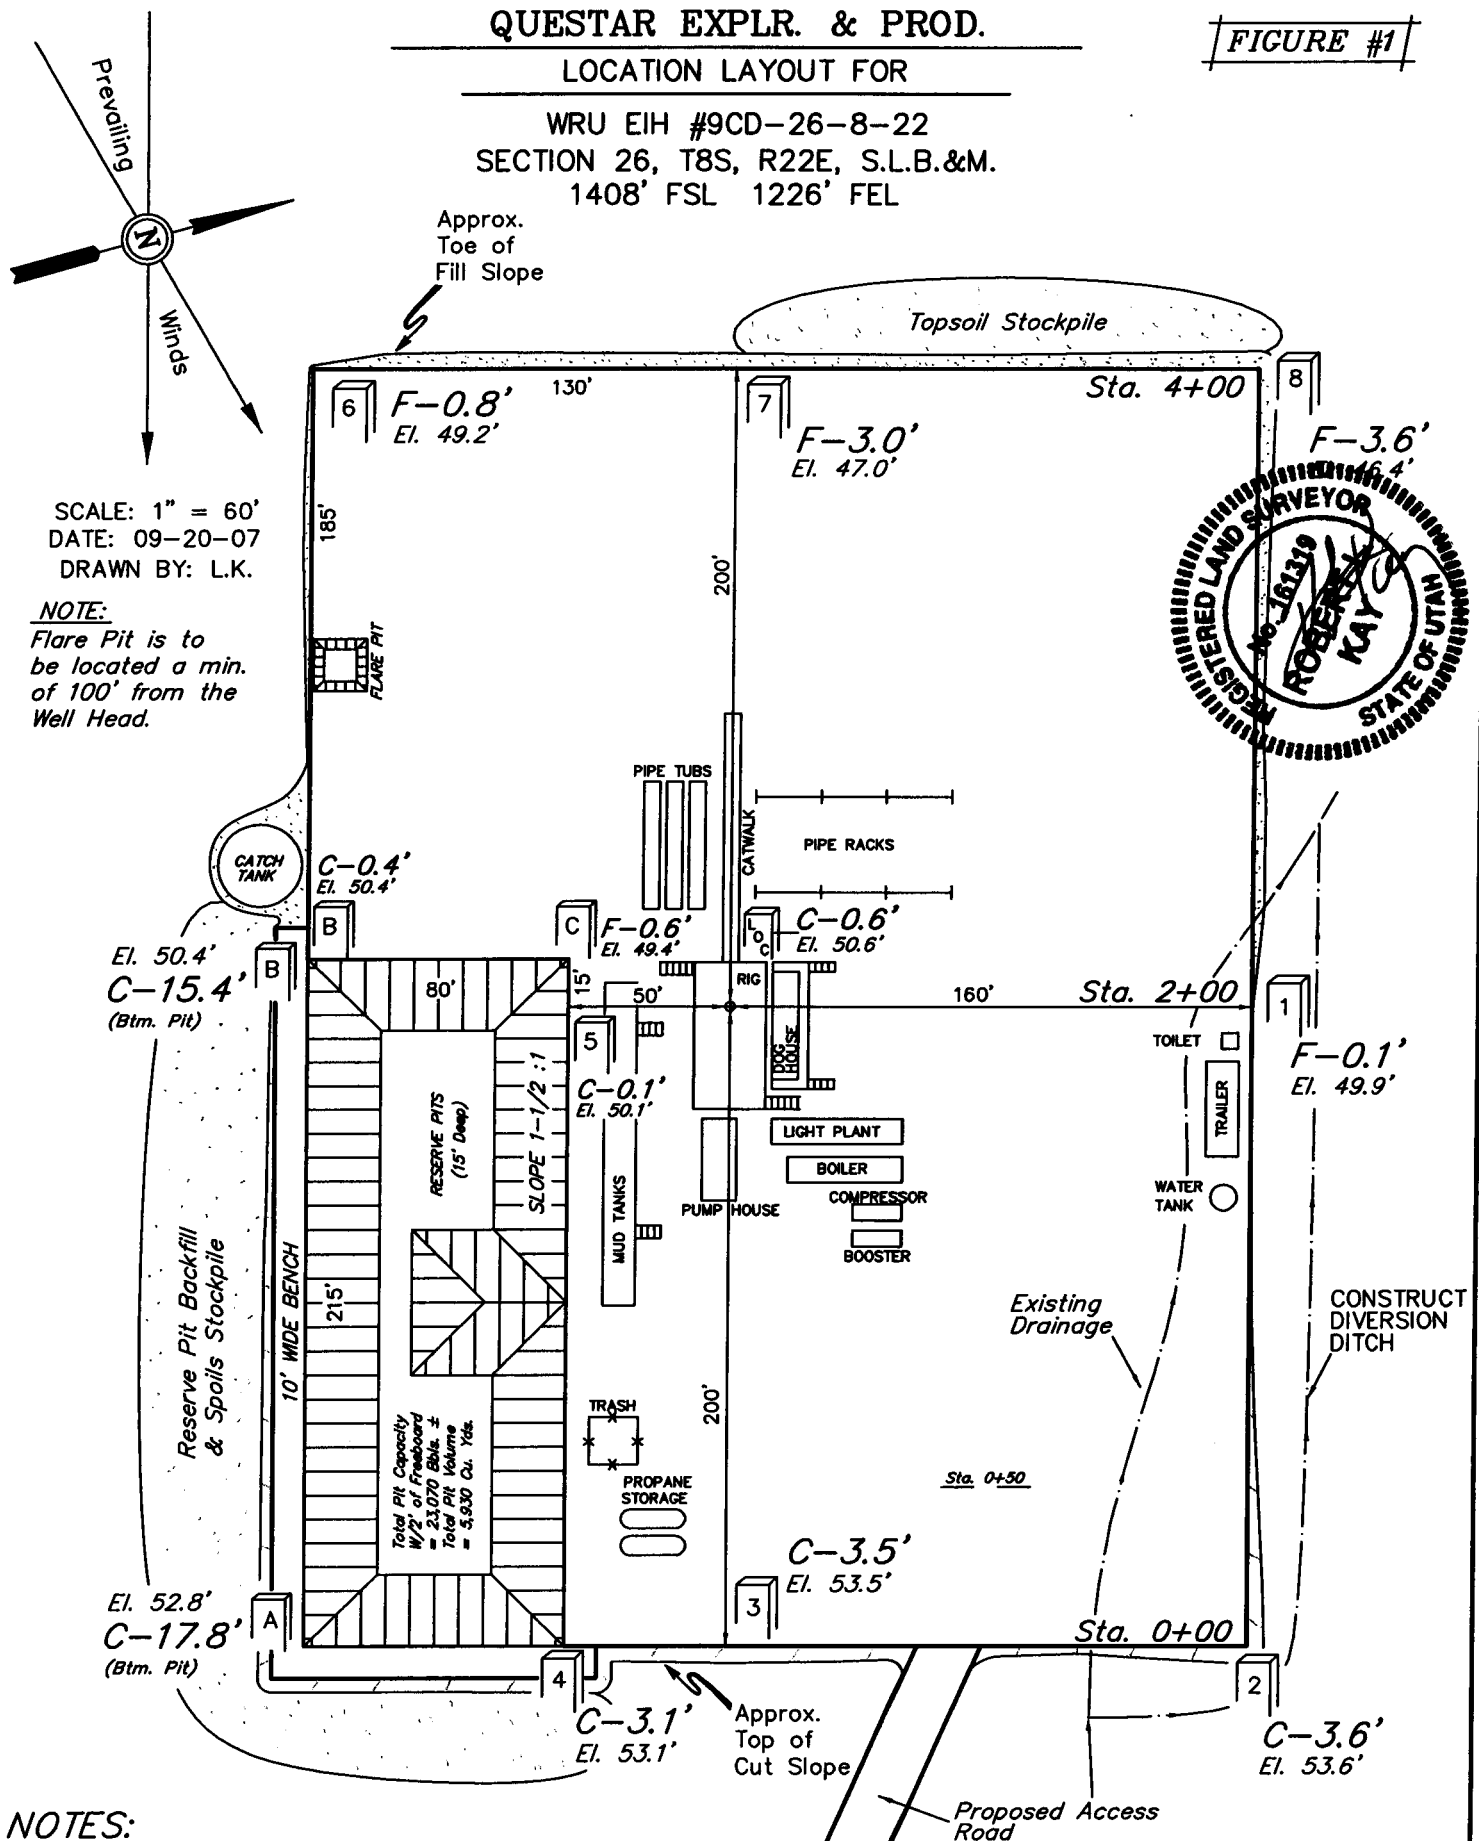 QUESTAR EXPLR. & PROD.
FIGURE #1
LOCATION LAYOUT FOR
WRU EIH #9CD-26-8-22
SECTION 26, T8S, R22E, S.L.B.&M.
1408' FSL 1226' FEL
Prevailing
N
Winds
Approx.
Toe of
Fill Slope
Topsoil Stockpile
SCALE: 1" = 60'
DATE: 09-20-07
DRAWN BY: L.K.
NOTE:
Flare Pit is to
be located a min.
of 100' from the
Well Head.
6
F-0.8'
El. 49.2'
130'
7
F-3.0'
El. 47.0'
Sta. 4+00
8
F-3.6'
46.4'
185'
200'
REGISTERED LAND SURVEYOR
No. 161319
ROBERT
KAY
STATE OF UTAH
FLARE PIT
PIPE TUBS
CATWALK
PIPE RACKS
CATCH
TANK
C-0.4'
El. 50.4'
B
C
F-0.6'
El. 49.4'
LOC
C-0.6'
El. 50.6'
El. 50.4'
C-15.4'
(Btm. Pit)
B
80'
15'
50'
RIG
160'
Sta. 2+00
1
F-0.1'
El. 49.9'
5
C-0.1'
El. 50.1'
DOG
HOUSE
TOILET
TRAILER
RESERVE PITS
(15' Deep)
SLOPE 1-1/2 :1
LIGHT PLANT
BOILER
COMPRESSOR
BOOSTER
PUMP HOUSE
MUD TANKS
WATER
TANK
Reserve Pit Backfill
& Spoils Stockpile
10' WIDE BENCH
215'
Existing
Drainage
CONSTRUCT
DIVERSION
DITCH
Total Pit Capacity
W/2' of Freeboard
= 23,070 Bbls. ±
Total Pit Volume
= 5,930 Cu. Yds.
TRASH
200'
PROPANE
STORAGE
Sta. 0+50
C-3.5'
El. 53.5'
3
El. 52.8'
C-17.8'
(Btm. Pit)
A
Sta. 0+00
4
C-3.1'
El. 53.1'
Approx.
Top of
Cut Slope
2
C-3.6'
El. 53.6'
Proposed Access
Road
NOTES: